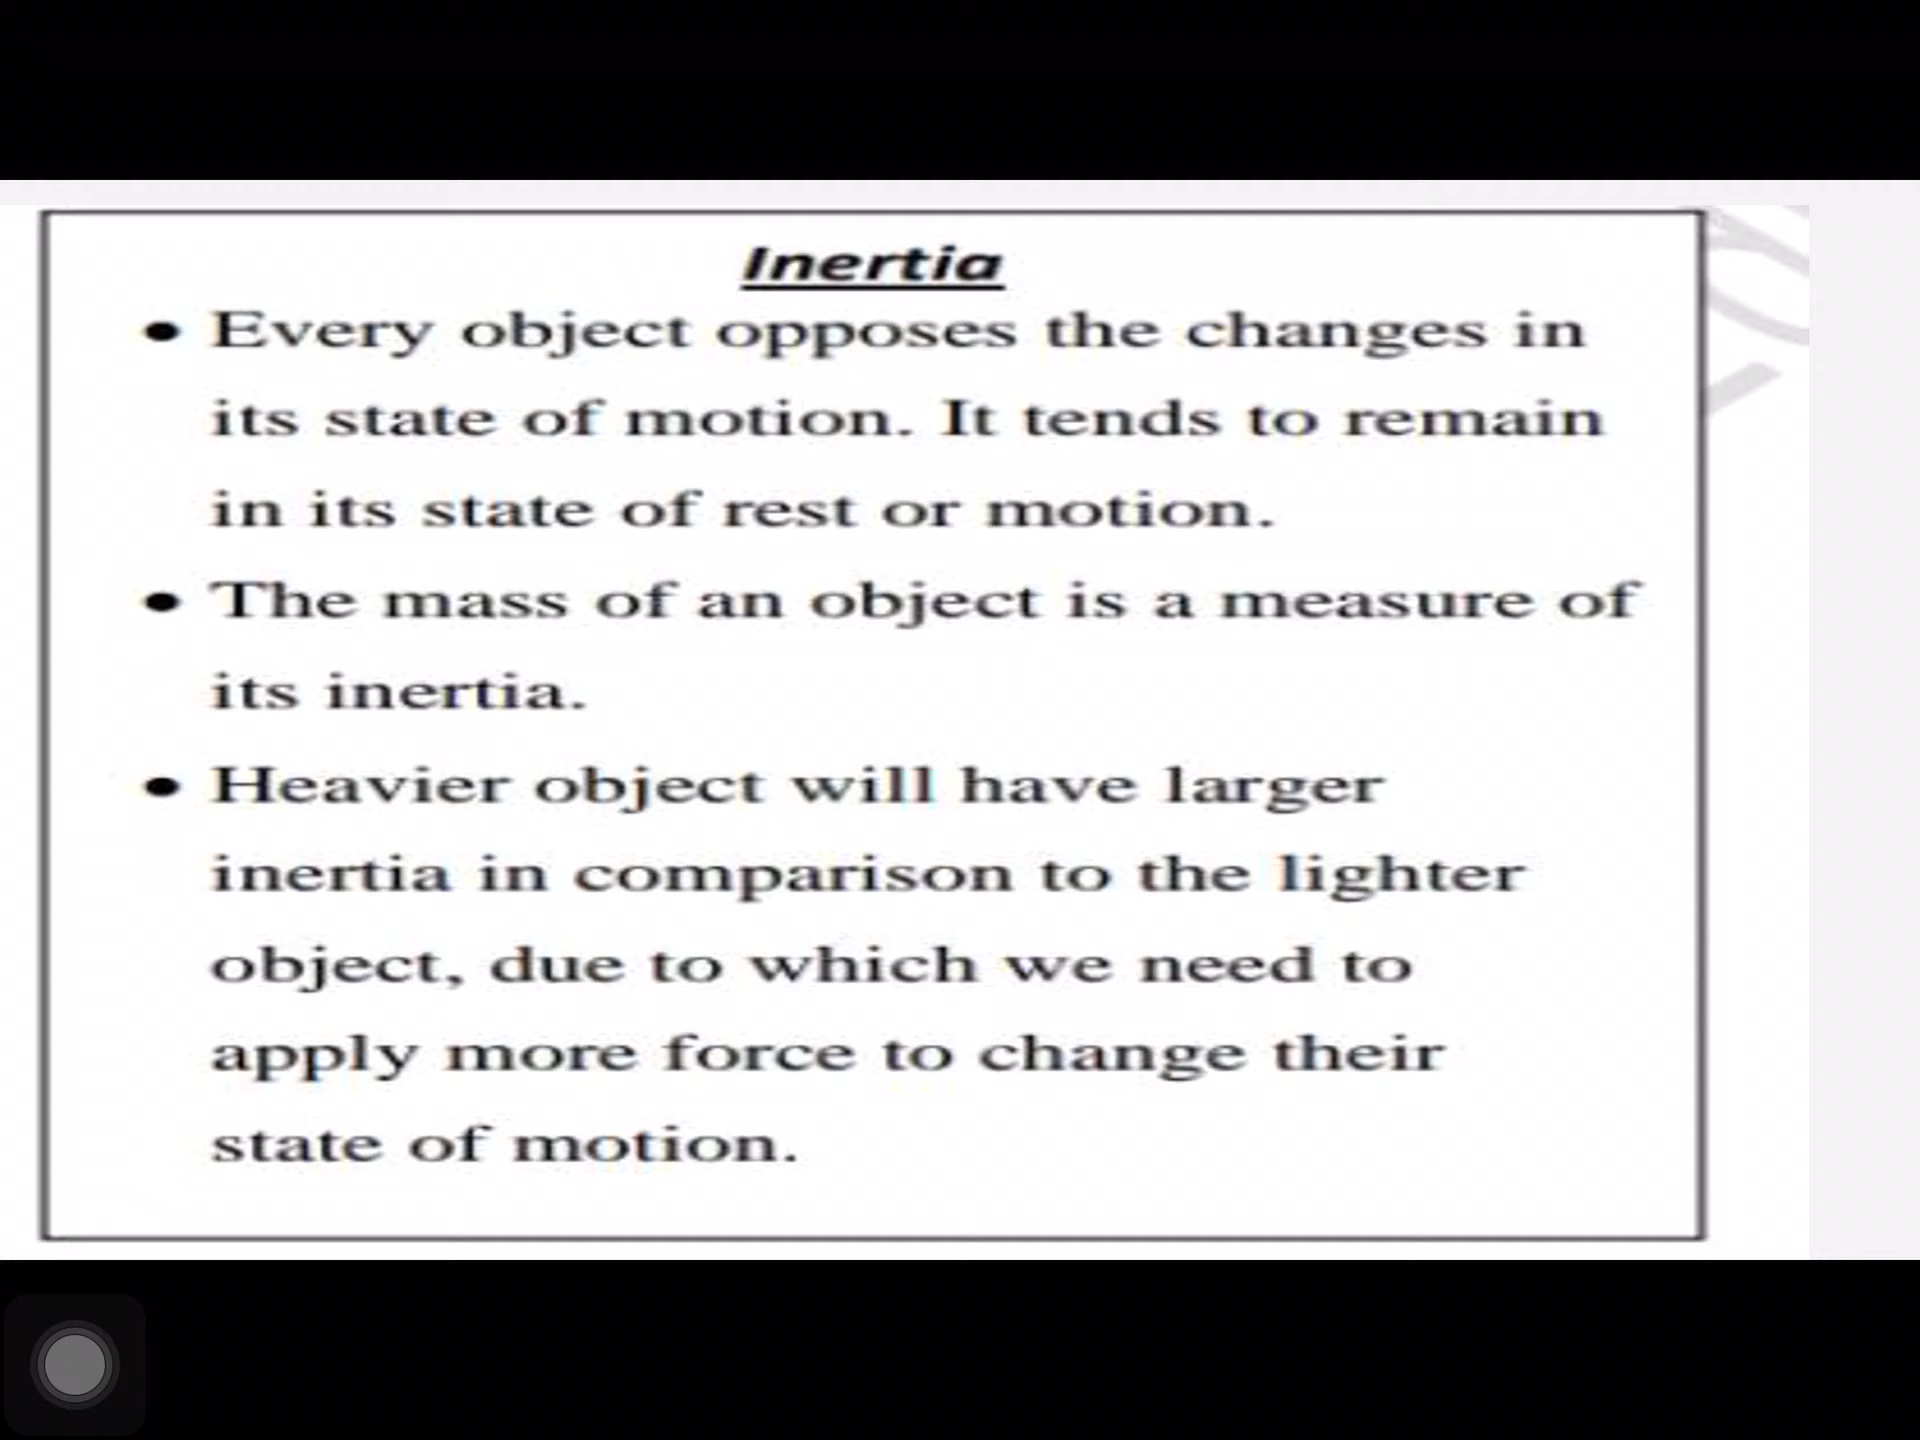 Inertia
• Every object opposes the changes in
its state of motion. It tends to remain
in its state of rest or motion.
• The mass of an object is a measure of
its inertia.
• Heavier object will have larger
inertia in comparison to the lighter
object, due to which we need to
apply more force to change their
state of motion.